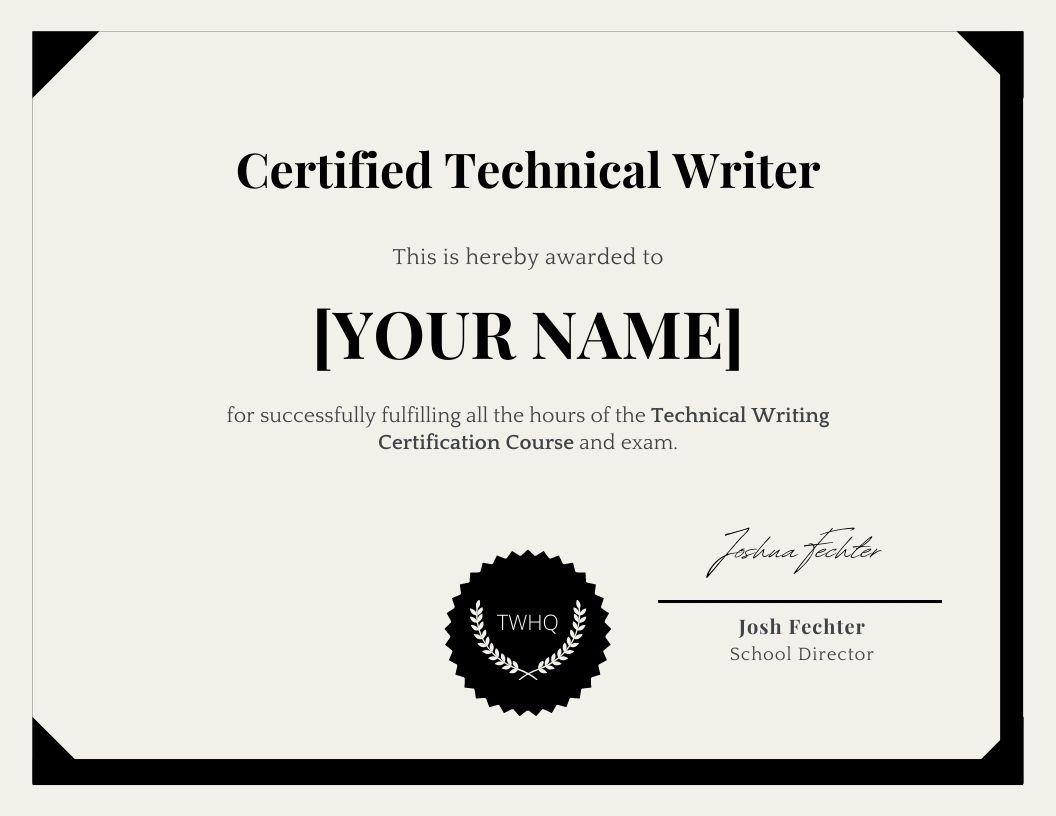 Certified Technical Writer
This is hereby awarded to
[YOUR NAME]
for successfully fulfilling all the hours of the Technical Writing
Certification Course and exam.
Joshua Fechter
TWHQ
Josh Fechter
School Director